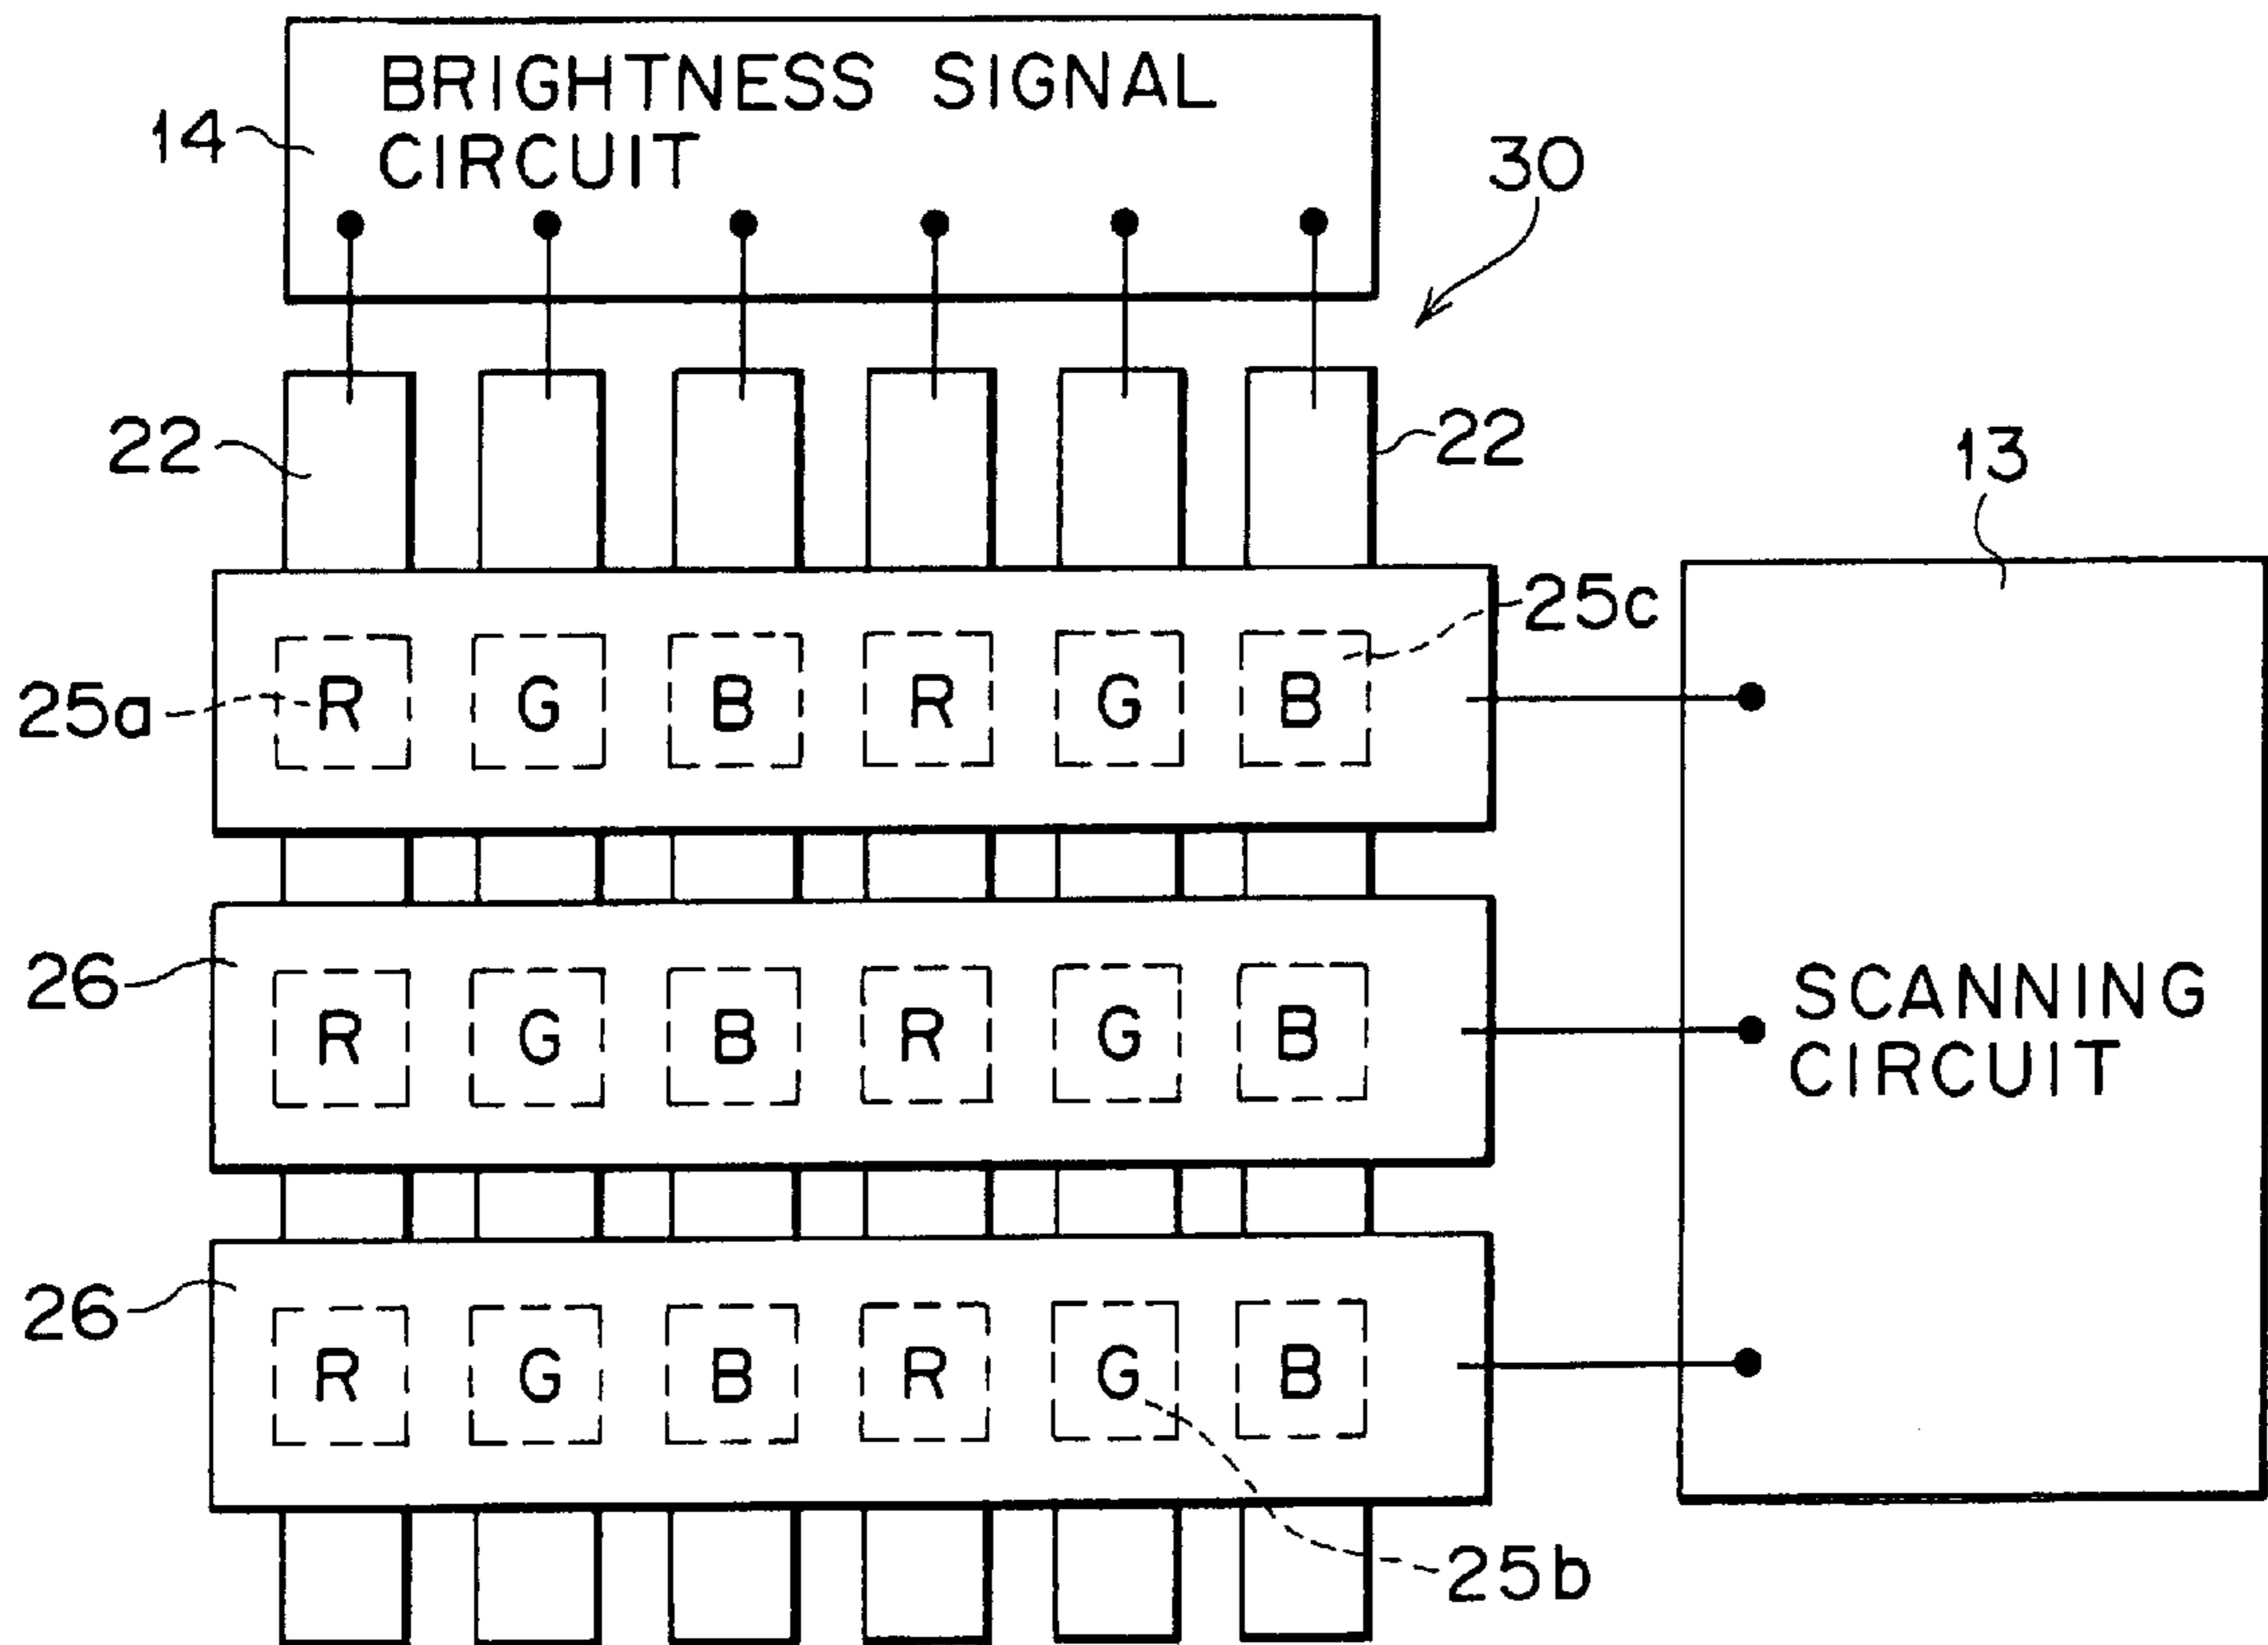 BRIGHTNESS SIGNAL
CIRCUIT
14
30
22
22
13
25c
25a
R G B R G B
26
R G B R G B
SCANNING
CIRCUIT
26
R G B R G B
25b